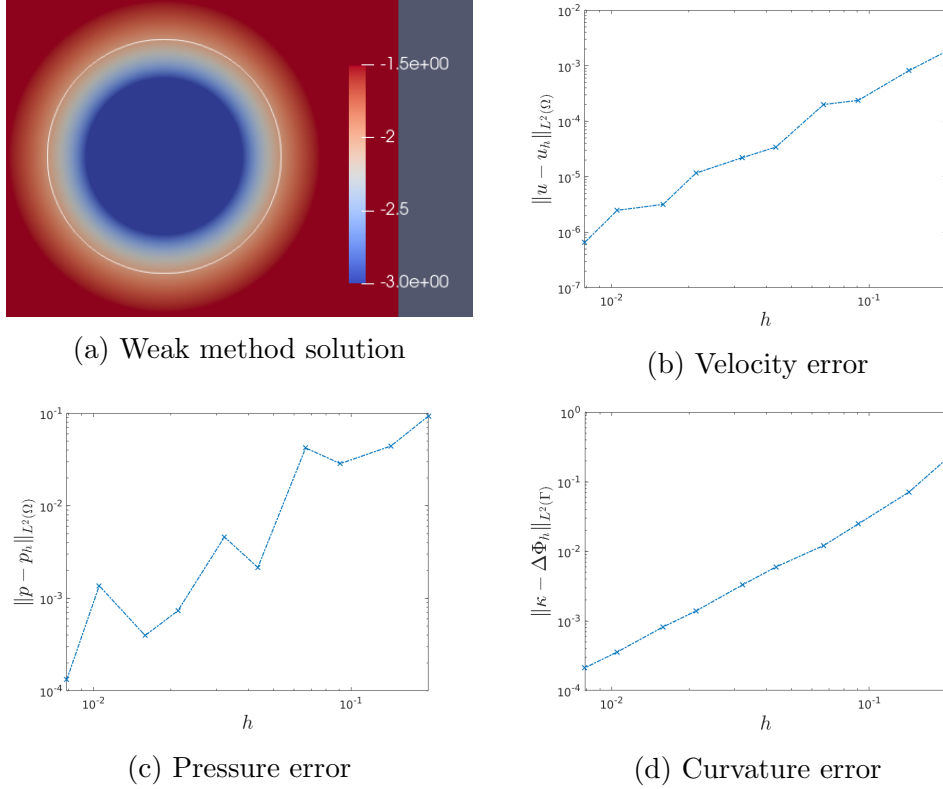 -1.5e+00
-2
-2.5
-3.0e+00
(a) Weak method solution
10^{-2}
10^{-3}
10^{-4}
10^{-5}
10^{-6}
10^{-7}
‖u − u_h‖_{L^2(Ω)}
10^{-2} 10^{-1}
h
(b) Velocity error
10^{-1}
10^{-2}
10^{-3}
10^{-4}
‖p − p_h‖_{L^2(Ω)}
10^{-2} 10^{-1}
h
(c) Pressure error
10^{0}
10^{-1}
10^{-2}
10^{-3}
10^{-4}
‖κ − ΔΦ_h‖_{L^2(Γ)}
10^{-2} 10^{-1}
h
(d) Curvature error